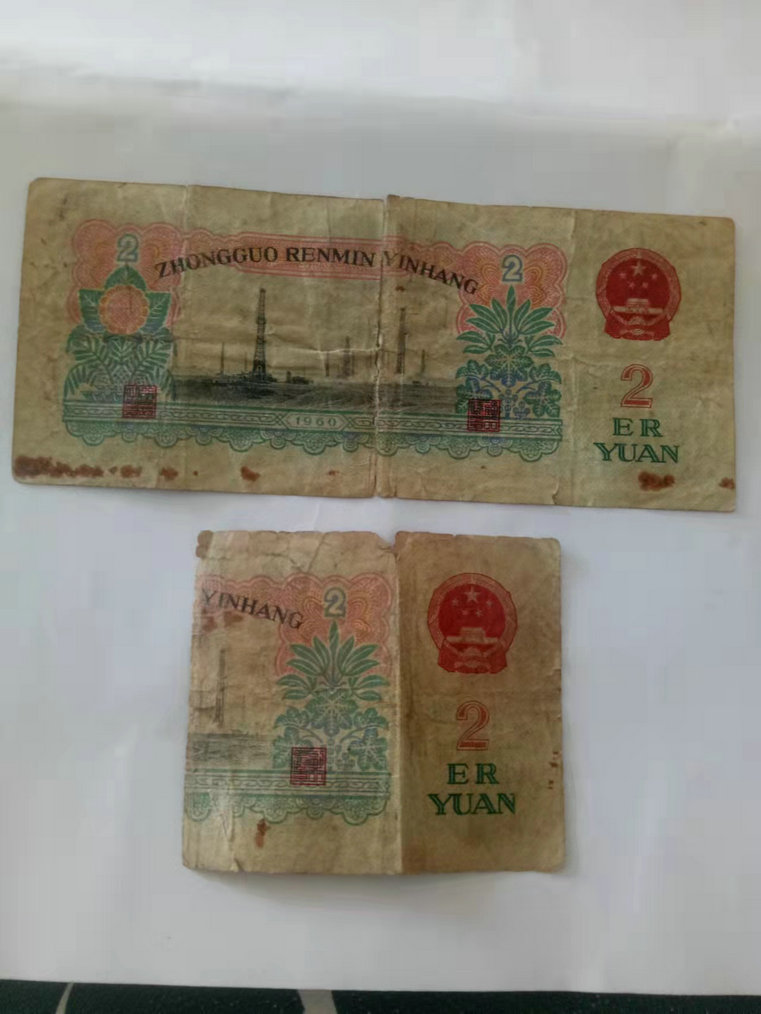 2
ZHONGGUO RENMIN YINHANG
2
1960
2
ER
YUAN
YINHANG
2
2
ER
YUAN